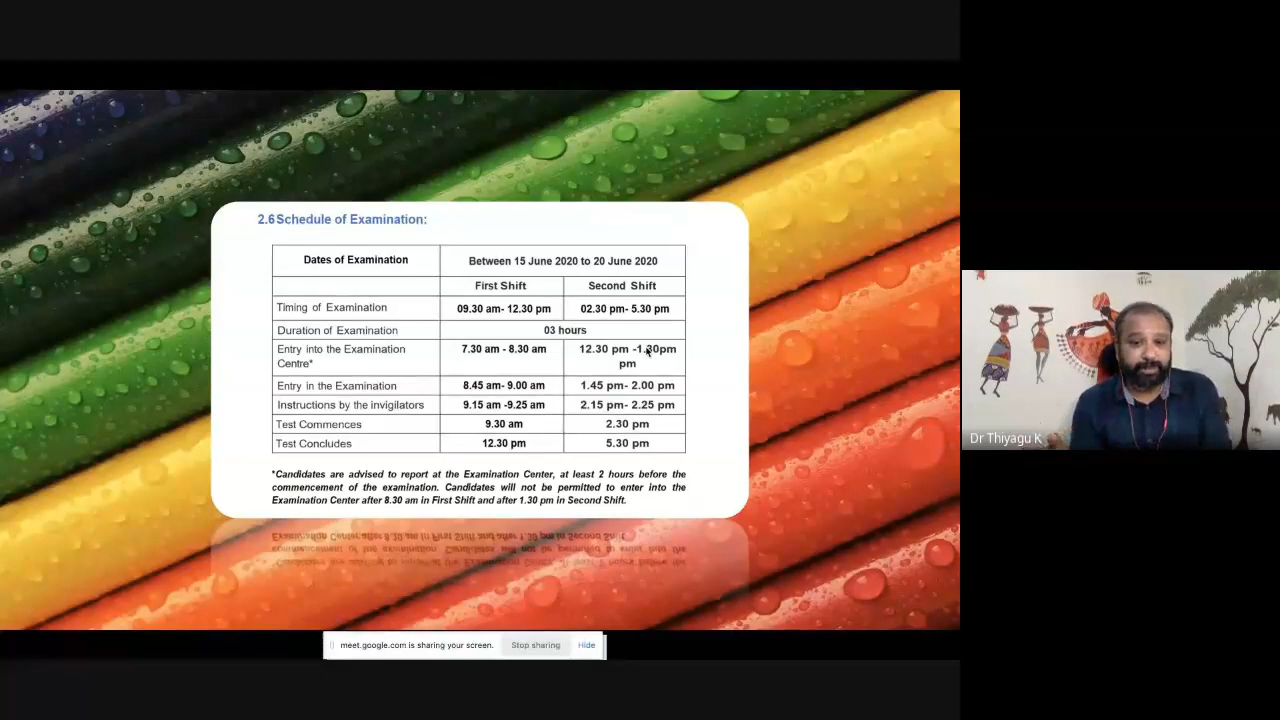 2.6Schedule of Examination:
Dates of Examination Between 15 June 2020 to 20 June 2020
First Shift Second Shift
Timing of Examination 09.30 am- 12.30 pm 02.30 pm- 5.30 pm
Duration of Examination 03 hours
Entry into the Examination 7.30 am - 8.30 am 12.30 pm -1.30pm
Centre* pm
Entry in the Examination 8.45 am- 9.00 am 1.45 pm- 2.00 pm
Instructions by the invigilators 9.15 am -9.25 am 2.15 pm- 2.25 pm
Test Commences 9.30 am 2.30 pm
Test Concludes 12.30 pm 5.30 pm
*Candidates are advised to report at the Examination Center, at least 2 hours before the
commencement of the examination. Candidates will not be permitted to enter into the
Examination Center after 8.30 am in First Shift and after 1.30 pm in Second Shift.
meet.google.com is sharing your screen. Stop sharing Hide
Dr Thiyagu K